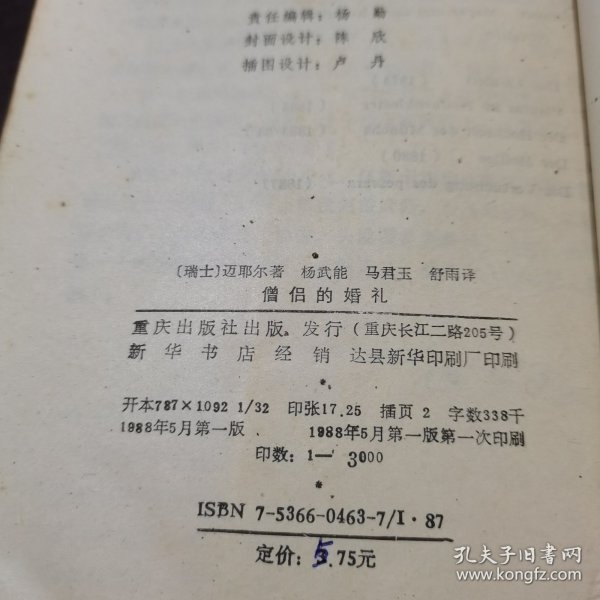 责任编辑：杨勐
封面设计：陈欣
插图设计：卢丹
〔瑞士〕迈耶尔著 杨武能 马君玉 舒雨译
僧侣的婚礼
重庆出版社出版、发行（重庆长江二路205号）
新华书店经销 达县新华印刷厂印刷
开本787×1092 1/32 印张17.25 插页2 字数338千
1988年5月第一版 1988年5月第一版第一次印刷
印数：1—3000
ISBN 7-5366-0463-7/I·87
定价：5.75元
孔夫子旧书网
www.kongfz.com